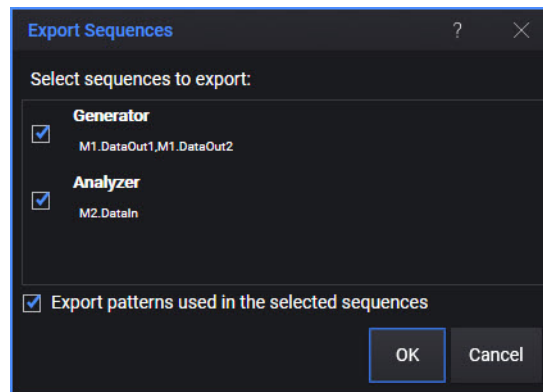 Export Sequences ?
Select sequences to export:
Generator
M1.DataOut1,M1.DataOut2
Analyzer
M2.DataIn
Export patterns used in the selected sequences
OK Cancel